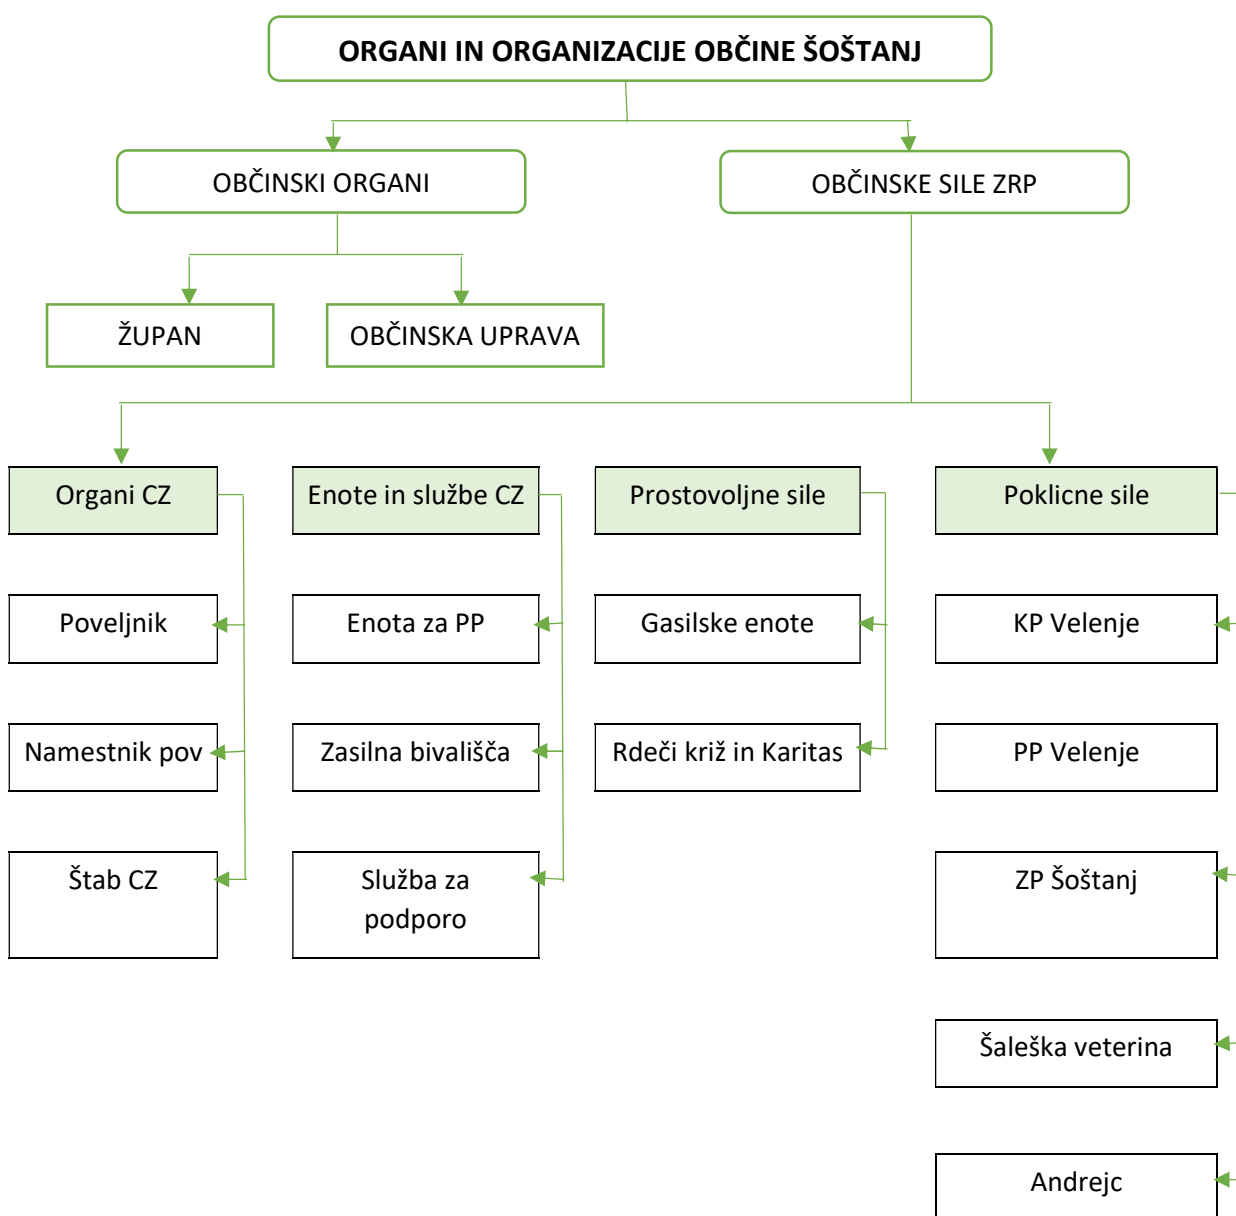 ORGANI IN ORGANIZACIJE OBČINE ŠOŠTANJ
OBČINSKI ORGANI
OBČINSKE SILE ZRP
ŽUPAN
OBČINSKA UPRAVA
Organi CZ
Enote in službe CZ
Prostovoljne sile
Poklicne sile
Poveljnik
Enota za PP
Gasilske enote
KP Velenje
Namestnik pov
Zasilna bivališča
Rdeči križ in Karitas
PP Velenje
Štab CZ
Služba za
podporo
ZP Šoštanj
Šaleška veterina
Andrejc